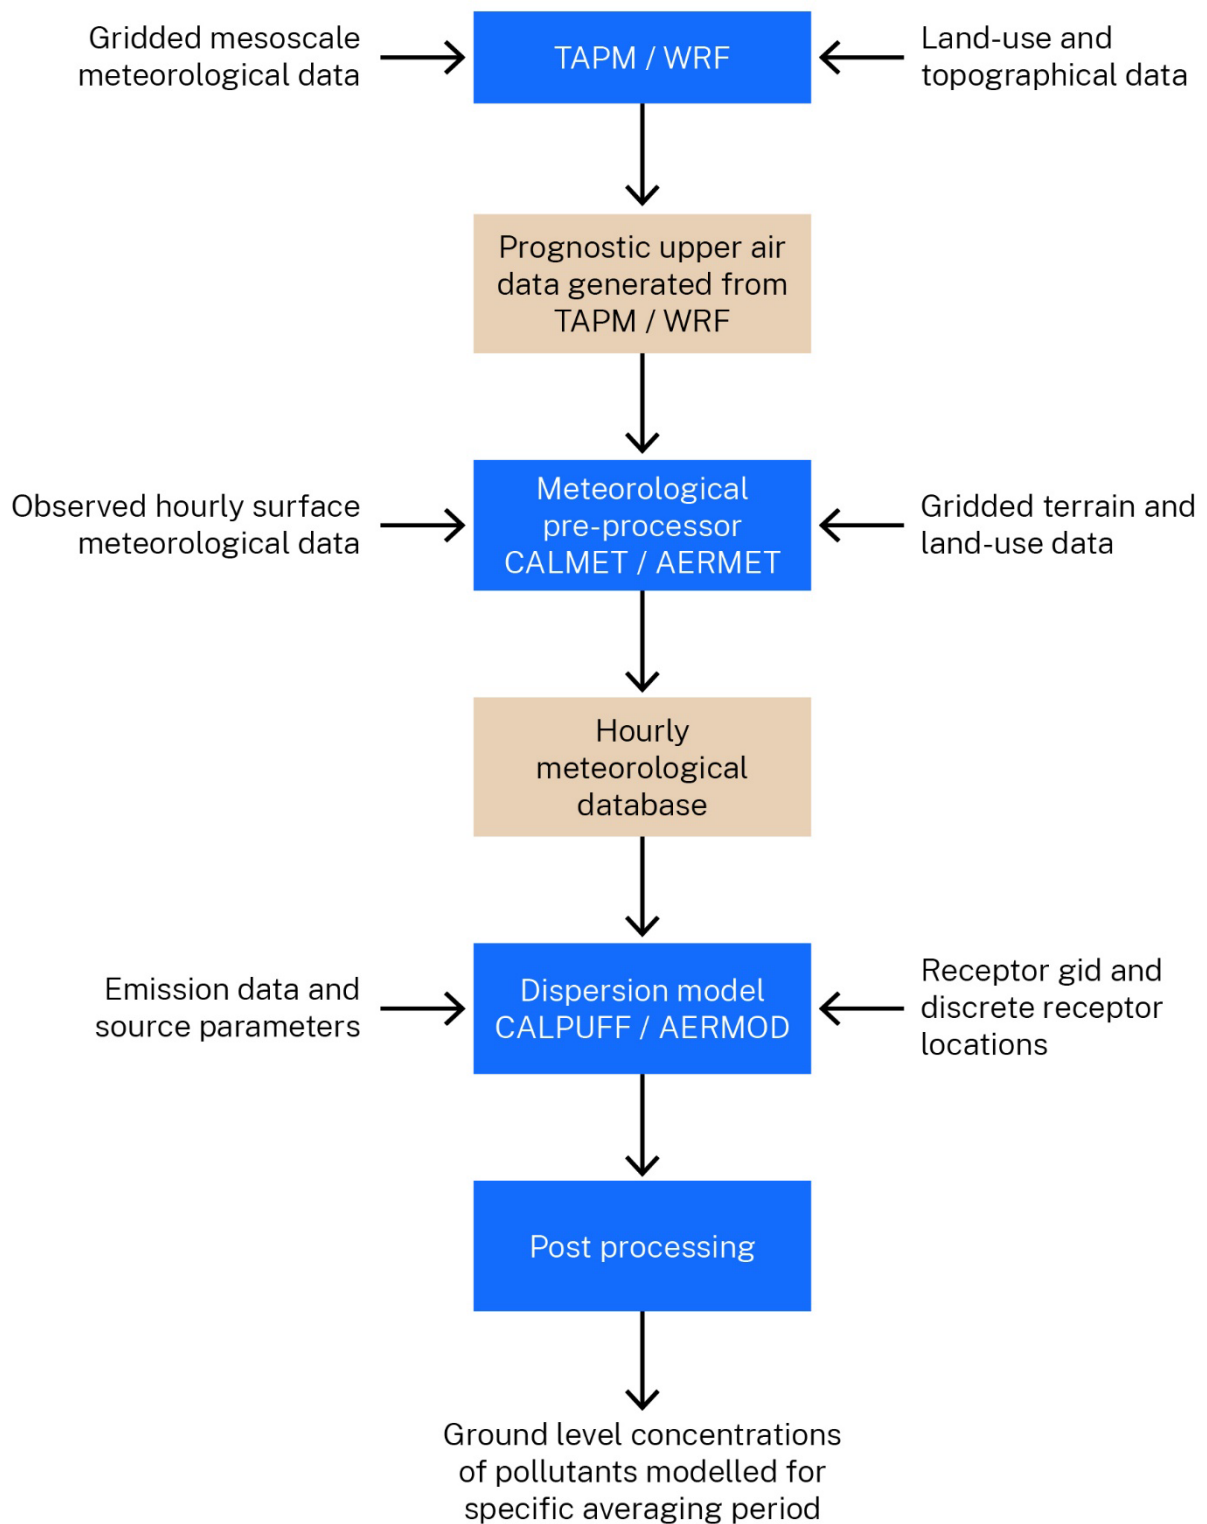 Gridded mesoscale
meteorological data
TAPM / WRF
Land-use and
topographical data
Prognostic upper air
data generated from
TAPM / WRF
Observed hourly surface
meteorological data
Meteorological
pre-processor
CALMET / AERMET
Gridded terrain and
land-use data
Hourly
meteorological
database
Emission data and
source parameters
Dispersion model
CALPUFF / AERMOD
Receptor gid and
discrete receptor
locations
Post processing
Ground level concentrations
of pollutants modelled for
specific averaging period